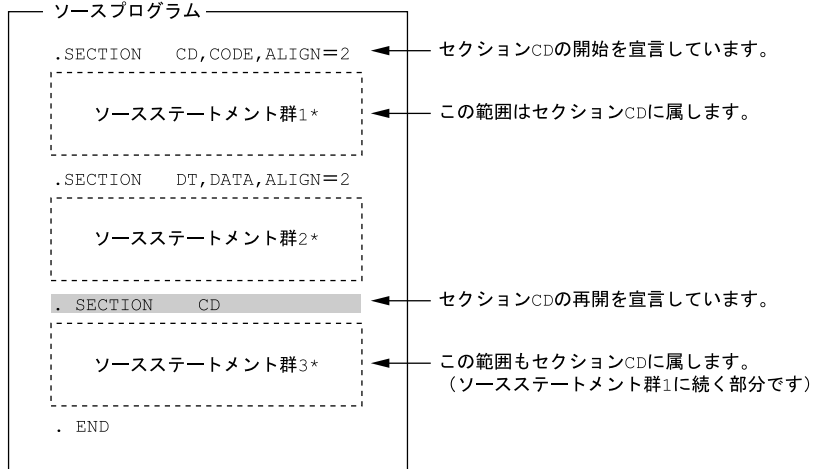 ソースプログラム
.SECTION CD,CODE,ALIGN=2
セクションCDの開始を宣言しています。
ソースステートメント群1*
この範囲はセクションCDに属します。
.SECTION DT,DATA,ALIGN=2
ソースステートメント群2*
. SECTION CD
セクションCDの再開を宣言しています。
ソースステートメント群3*
この範囲もセクションCDに属します。
（ソースステートメント群1に続く部分です）
. END